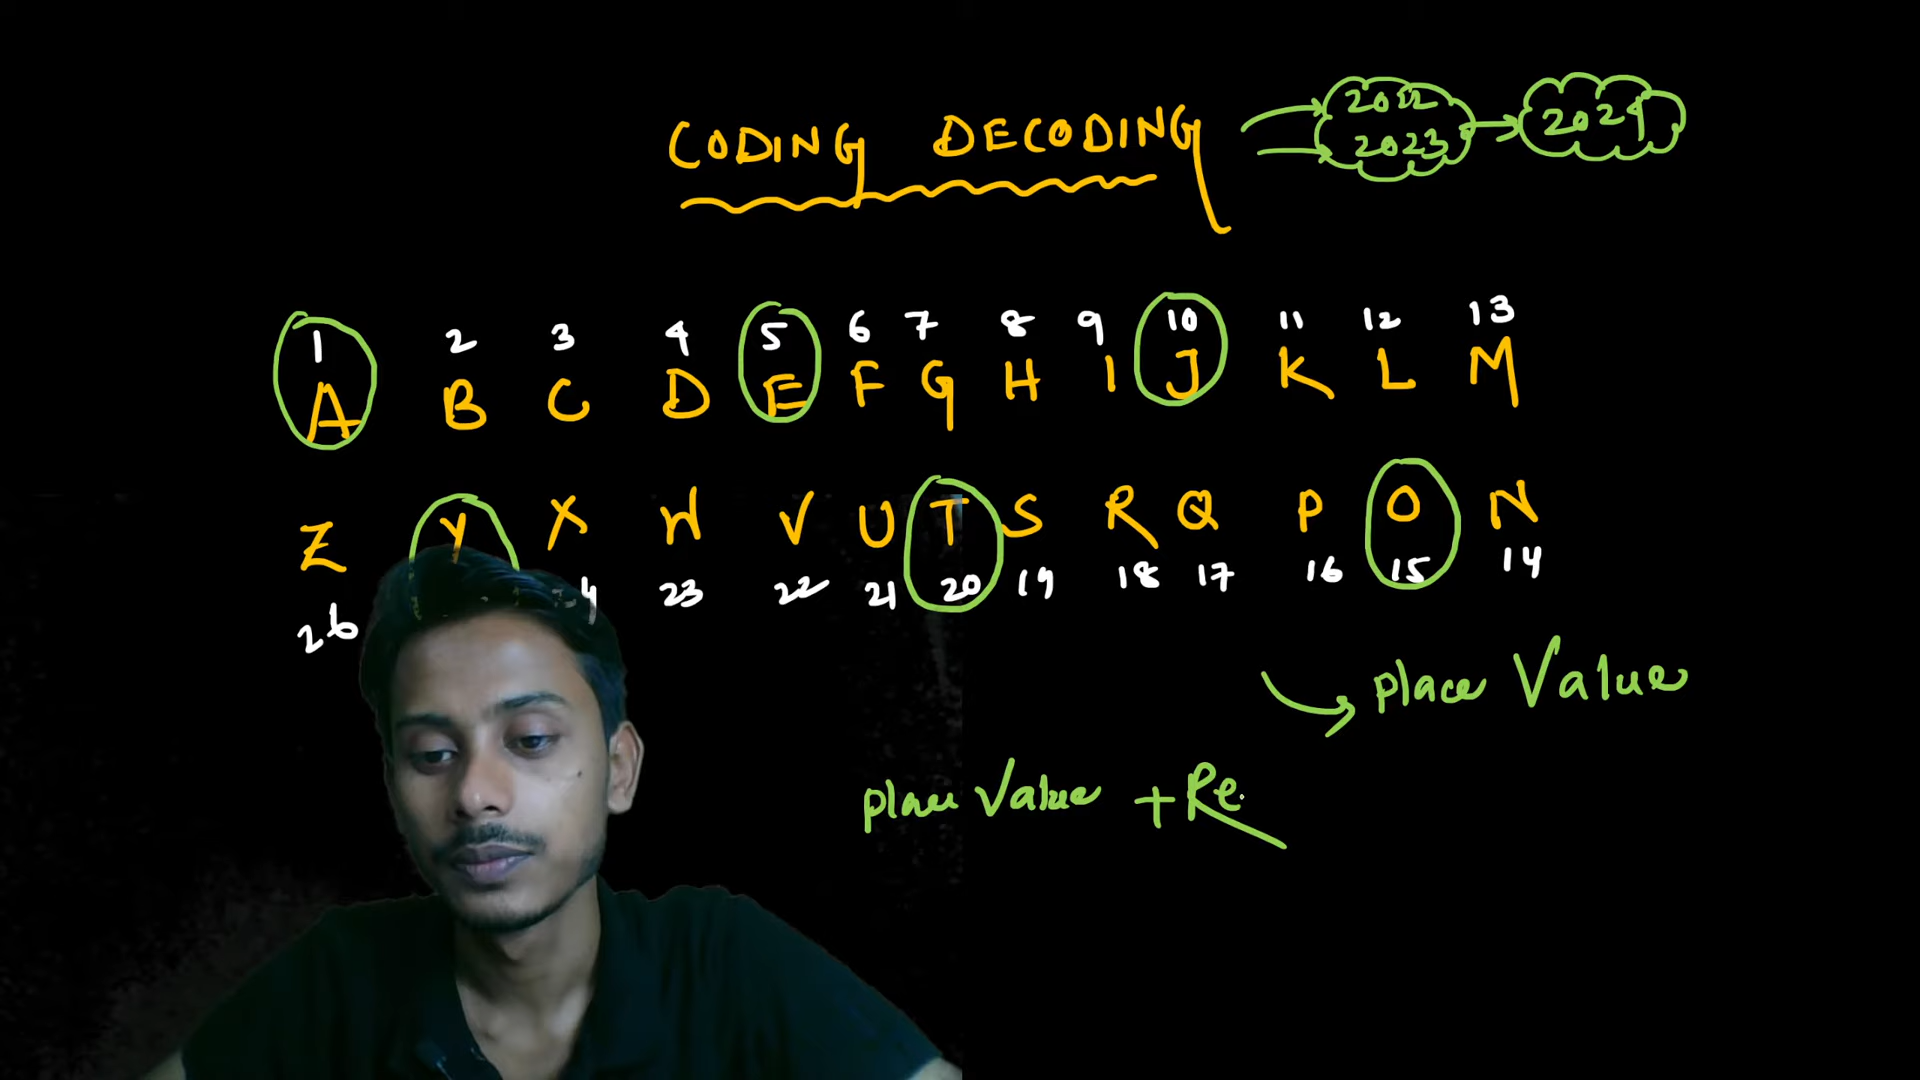 CODING DECODING
2022
2023
2024
1 2 3 4 5 6 7 8 9 10 11 12 13
A B C D E F G H I J K L M
Z Y X W V U T S R Q P O N
26 4 23 22 21 20 19 18 17 16 15 14
place Value
place Value + Re